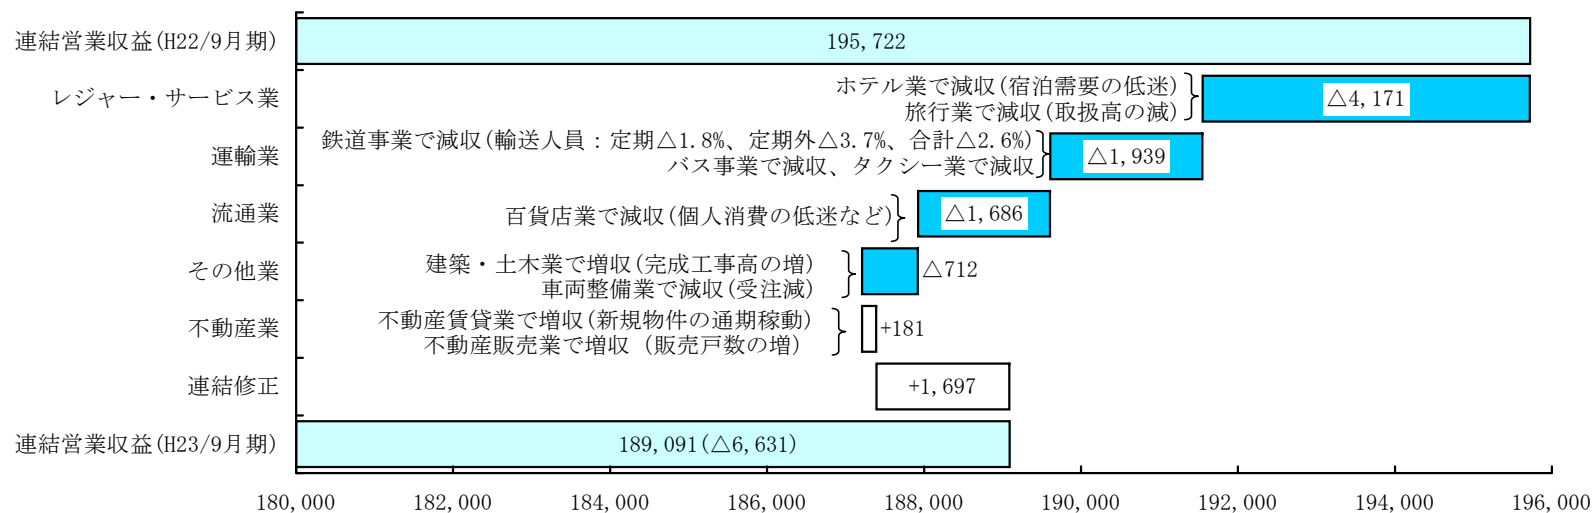 連結営業収益(H22/9月期)
195,722
レジャー・サービス業
ホテル業で減収(宿泊需要の低迷)
旅行業で減収(取扱高の減)
△4,171
運輸業
鉄道事業で減収(輸送人員：定期△1.8%、定期外△3.7%、合計△2.6%)
バス事業で減収、タクシー業で減収
△1,939
流通業
百貨店業で減収(個人消費の低迷など)
△1,686
その他業
建築・土木業で増収(完成工事高の増)
車両整備業で減収(受注減)
△712
不動産業
不動産賃貸業で増収(新規物件の通期稼動)
不動産販売業で増収 (販売戸数の増)
+181
連結修正
+1,697
連結営業収益(H23/9月期)
189,091(△6,631)
180,000 182,000 184,000 186,000 188,000 190,000 192,000 194,000 196,000